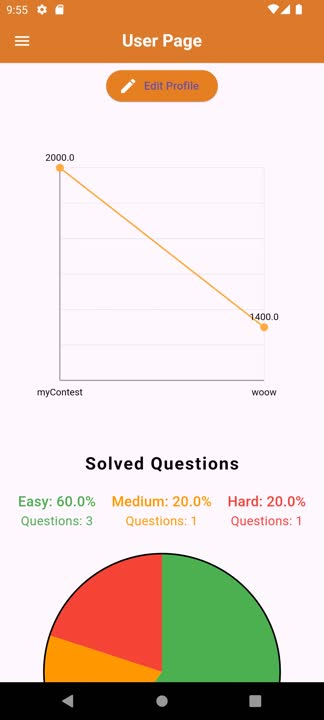 9:55
User Page
Edit Profile
2000.0
1400.0
myContest woow
Solved Questions
Easy: 60.0% Medium: 20.0% Hard: 20.0%
Questions: 3 Questions: 1 Questions: 1